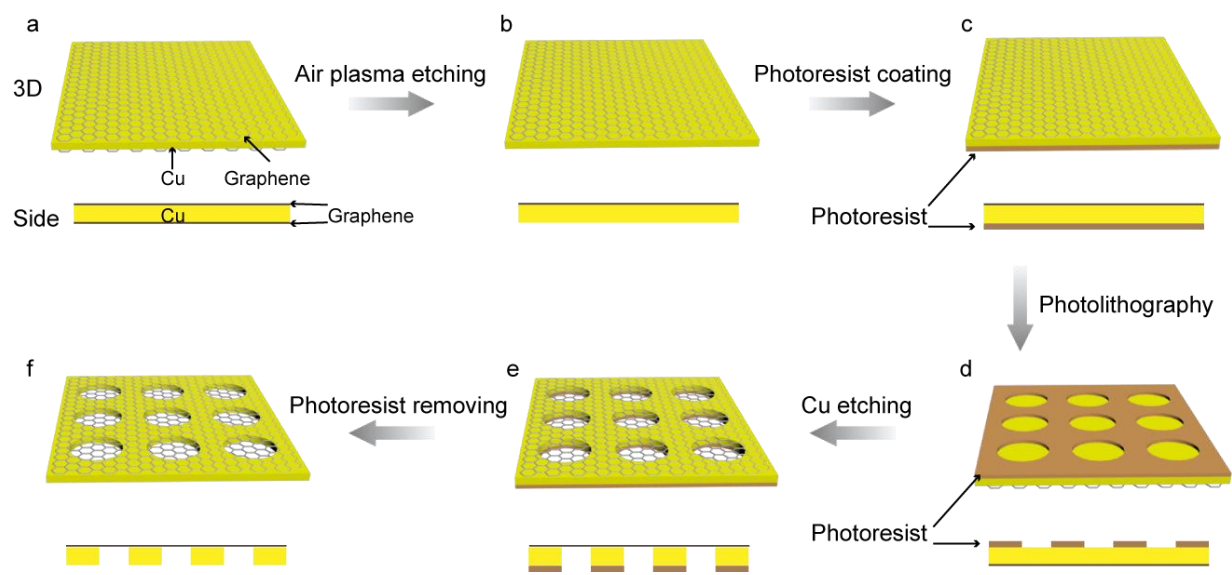 a
b
c
3D
Air plasma etching
Photoresist coating
Cu
Graphene
Side
Cu
Graphene
Photoresist
Photolithography
f
e
d
Photoresist removing
Cu etching
Photoresist